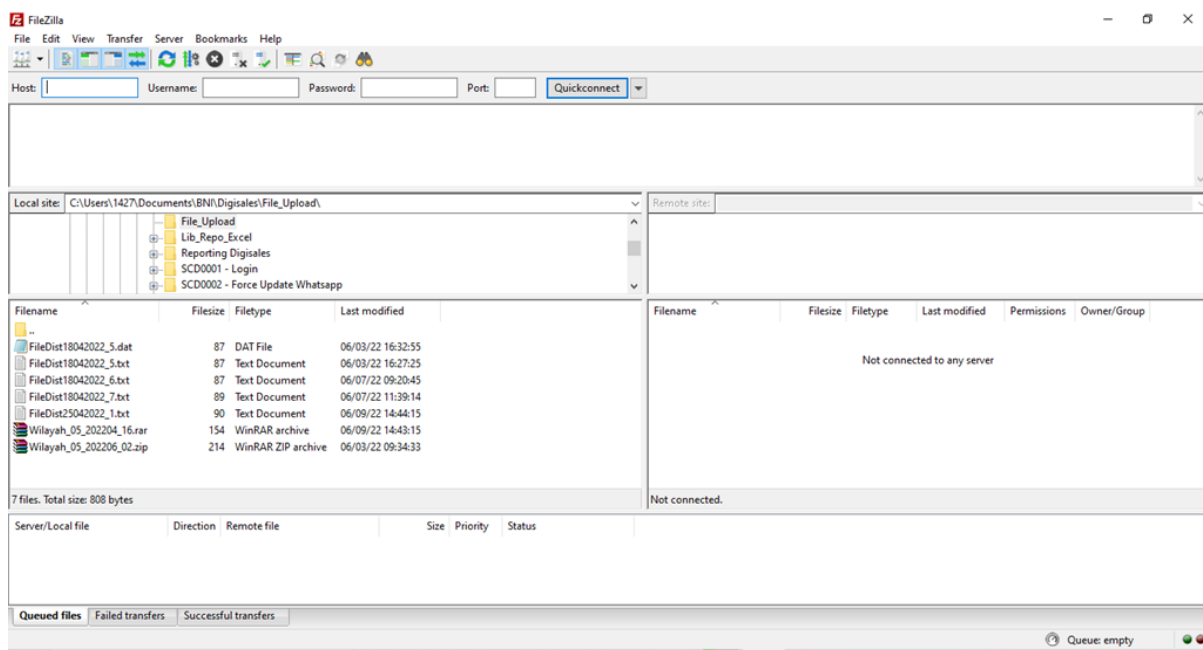 FileZilla
File Edit View Transfer Server Bookmarks Help
Host: Username: Password: Port: Quickconnect
Local site: C:\Users\1427\Documents\BNI\Digisales\File_Upload\
Remote site:
File_Upload
Lib_Repo_Excel
Reporting Digisales
SCD0001 - Login
SCD0002 - Force Update Whatsapp
Filename Filesize Filetype Last modified
..
FileDist18042022_5.dat 87 DAT File 06/03/22 16:32:55
FileDist18042022_5.txt 87 Text Document 06/03/22 16:27:25
FileDist18042022_6.txt 87 Text Document 06/07/22 09:20:45
FileDist18042022_7.txt 89 Text Document 06/07/22 11:39:14
FileDist25042022_1.txt 90 Text Document 06/09/22 14:44:15
Wilayah_05_202204_16.rar 154 WinRAR archive 06/09/22 14:43:15
Wilayah_05_202206_02.zip 214 WinRAR ZIP archive 06/03/22 09:34:33
7 files. Total size: 808 bytes
Filename Filesize Filetype Last modified Permissions Owner/Group
Not connected to any server
Not connected.
Server/Local file Direction Remote file Size Priority Status
Queued files Failed transfers Successful transfers
Queue: empty